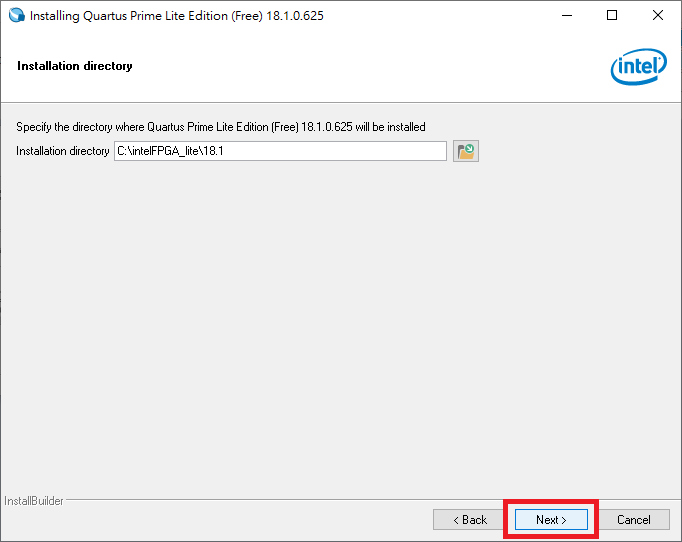 Installing Quartus Prime Lite Edition (Free) 18.1.0.625
Installation directory
intel
Specify the directory where Quartus Prime Lite Edition (Free) 18.1.0.625 will be installed
Installation directory C:\intelFPGA_lite\18.1
InstallBuilder
< Back Next > Cancel